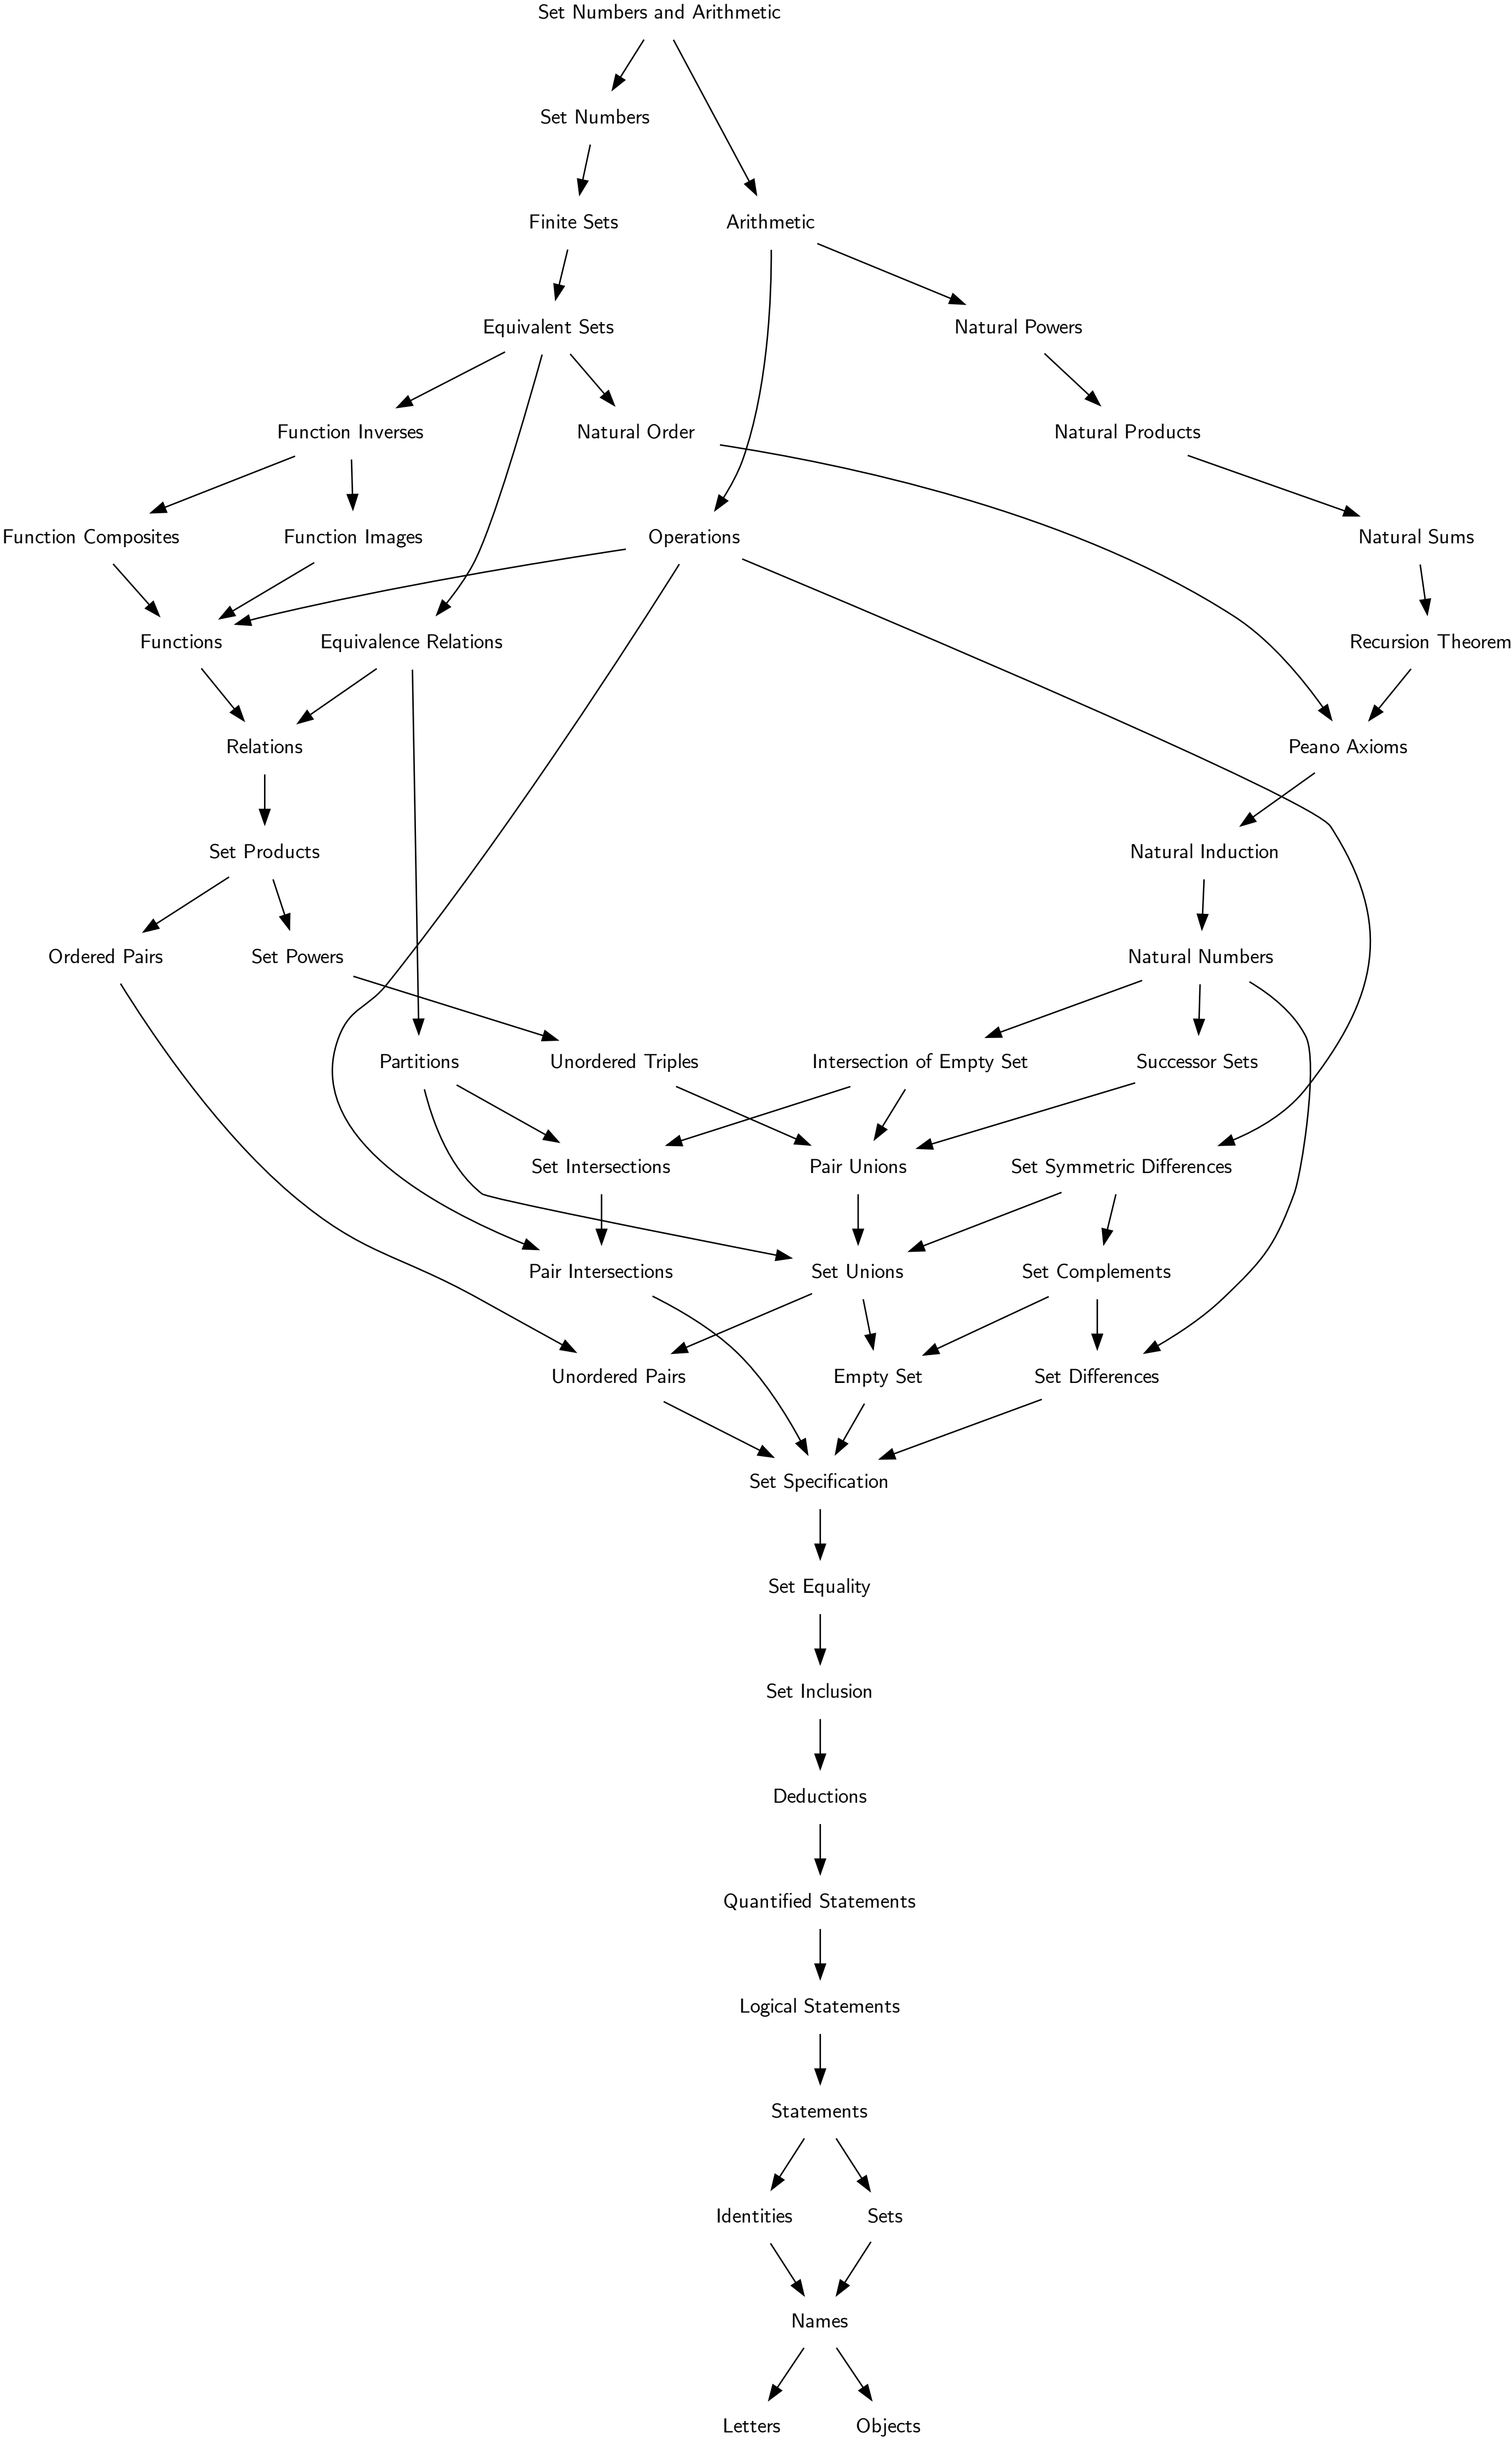 Set Numbers and Arithmetic
Set Numbers
Finite Sets
Arithmetic
Equivalent Sets
Natural Powers
Function Inverses
Natural Order
Natural Products
Function Composites
Function Images
Operations
Natural Sums
Functions
Equivalence Relations
Recursion Theorem
Relations
Peano Axioms
Set Products
Natural Induction
Ordered Pairs
Set Powers
Natural Numbers
Partitions
Unordered Triples
Intersection of Empty Set
Successor Sets
Set Intersections
Pair Unions
Set Symmetric Differences
Pair Intersections
Set Unions
Set Complements
Unordered Pairs
Empty Set
Set Differences
Set Specification
Set Equality
Set Inclusion
Deductions
Quantified Statements
Logical Statements
Statements
Identities
Sets
Names
Letters
Objects